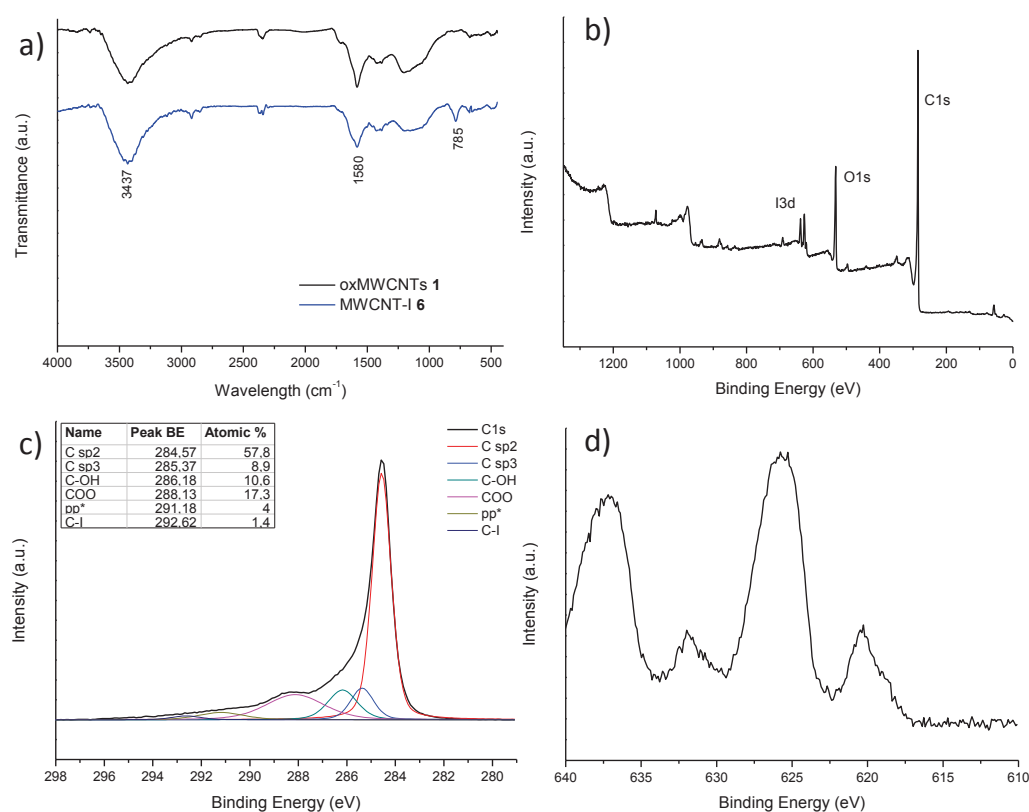 a)
Transmittance (a.u.)
3437
1580
785
oxMWCNTs 1
MWCNT-I 6
4000 3500 3000 2500 2000 1500 1000 500
Wavelength (cm⁻¹)
b)
Intensity (a.u.)
C1s
O1s
I3d
1200 1000 800 600 400 200 0
Binding Energy (eV)
c)
Name Peak BE Atomic %
C sp2 284,57 57.8
C sp3 285,37 8.9
C-OH 286,18 10.6
COO 288,13 17.3
pp* 291,18 4
C-I 292,62 1.4
C1s
C sp2
C sp3
C-OH
COO
pp*
C-I
Intensity (a.u.)
298 296 294 292 290 288 286 284 282 280
Binding Energy (eV)
d)
Intensity (a.u.)
640 635 630 625 620 615 610
Binding Energy (eV)